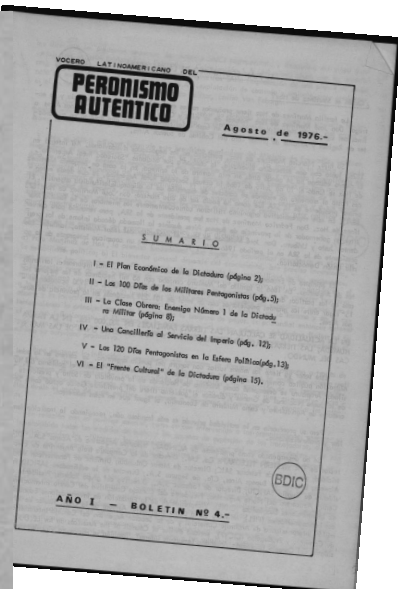 VOCERO LATINOAMERICANO DEL
PERONISMO
AUTENTICO
Agosto de 1976.-
SUMARIO
I - El Plan Económico de la Dictadura (página 2);
II - Los 100 Días de los Militares Pentagonistas (pág.5);
III - La Clase Obrera: Enemigo Número 1 de la Dictadu
ra Militar (página 8);
IV - Una Cancillería al Servicio del Imperio (pág. 12);
V - Los 120 Días Pentagonistas en la Esfera Política(pág.13);
VI - El "Frente Cultural" de la Dictadura (página 15).
BDIC
AÑO I - BOLETIN Nº 4.-